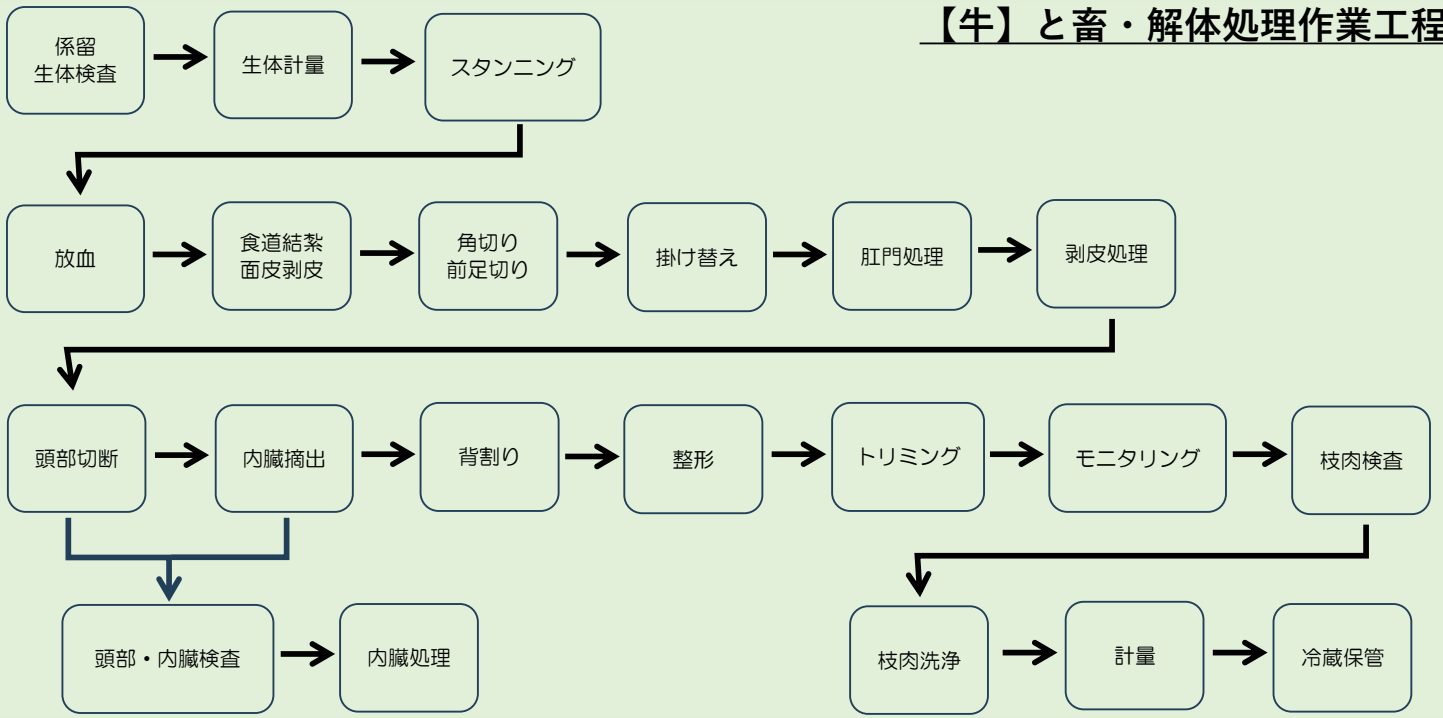 【牛】と畜・解体処理作業工程
係留
生体検査
生体計量
スタンニング
放血
食道結紮
面皮剥皮
角切り
前足切り
掛け替え
肛門処理
剥皮処理
頭部切断
内臓摘出
背割り
整形
トリミング
モニタリング
枝肉検査
頭部・内臓検査
内臓処理
枝肉洗浄
計量
冷蔵保管